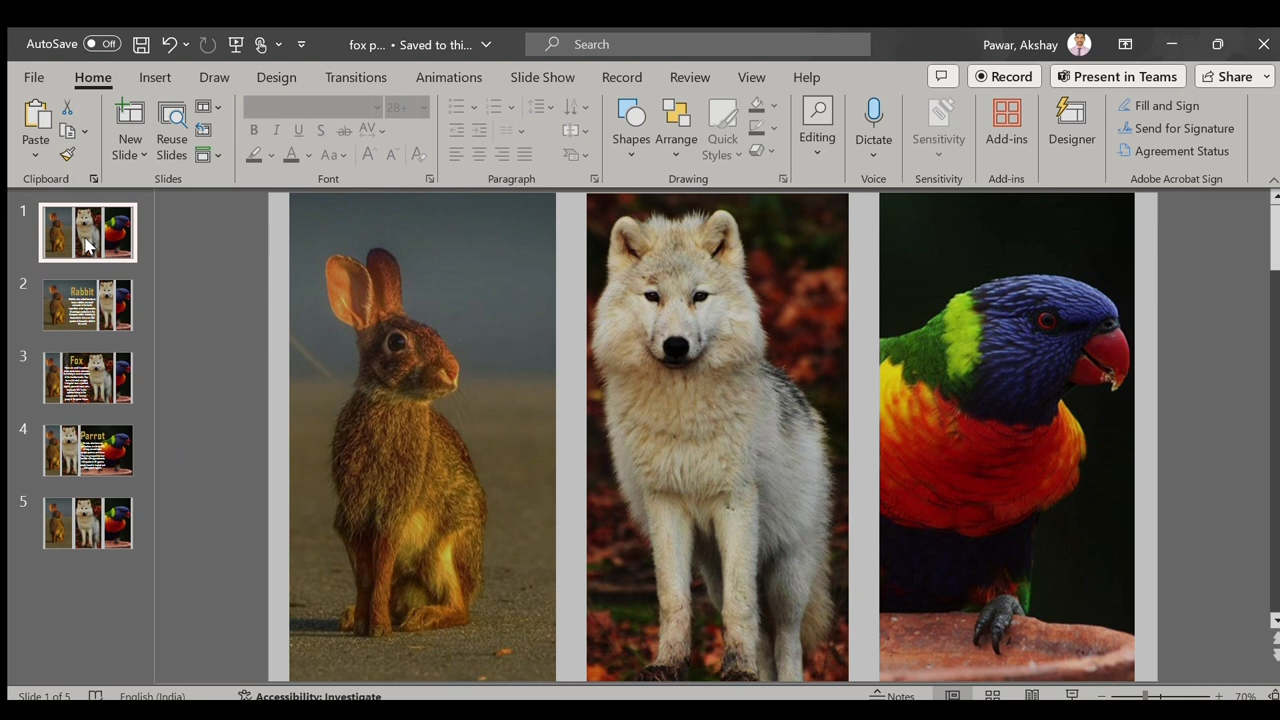 AutoSave Off fox p... • Saved to thi... Search Pawar, Akshay
File Home Insert Draw Design Transitions Animations Slide Show Record Review View Help Record Present in Teams Share
28+
Paste New Slide Reuse Slides B I U S ab AV Aa A A A Shapes Arrange Quick Styles Editing Dictate Sensitivity Add-ins Designer
Fill and Sign
Send for Signature
Agreement Status
Clipboard Slides Font Paragraph Drawing Voice Sensitivity Add-ins Adobe Acrobat Sign
1
2
Rabbit
3
Fox
4
Parrot
5
Slide 1 of 5 English (India) Accessibility: Investigate Notes 70%